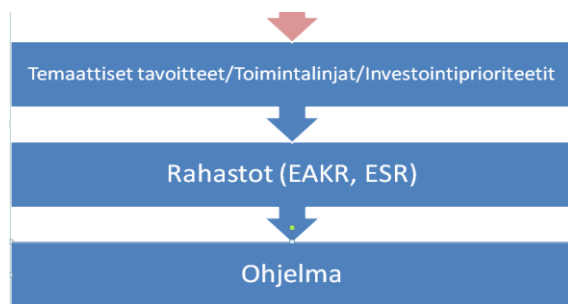 Temaattiset tavoitteet/Toimintalinjat/Investointiprioriteetit
Rahastot (EAKR, ESR)
Ohjelma